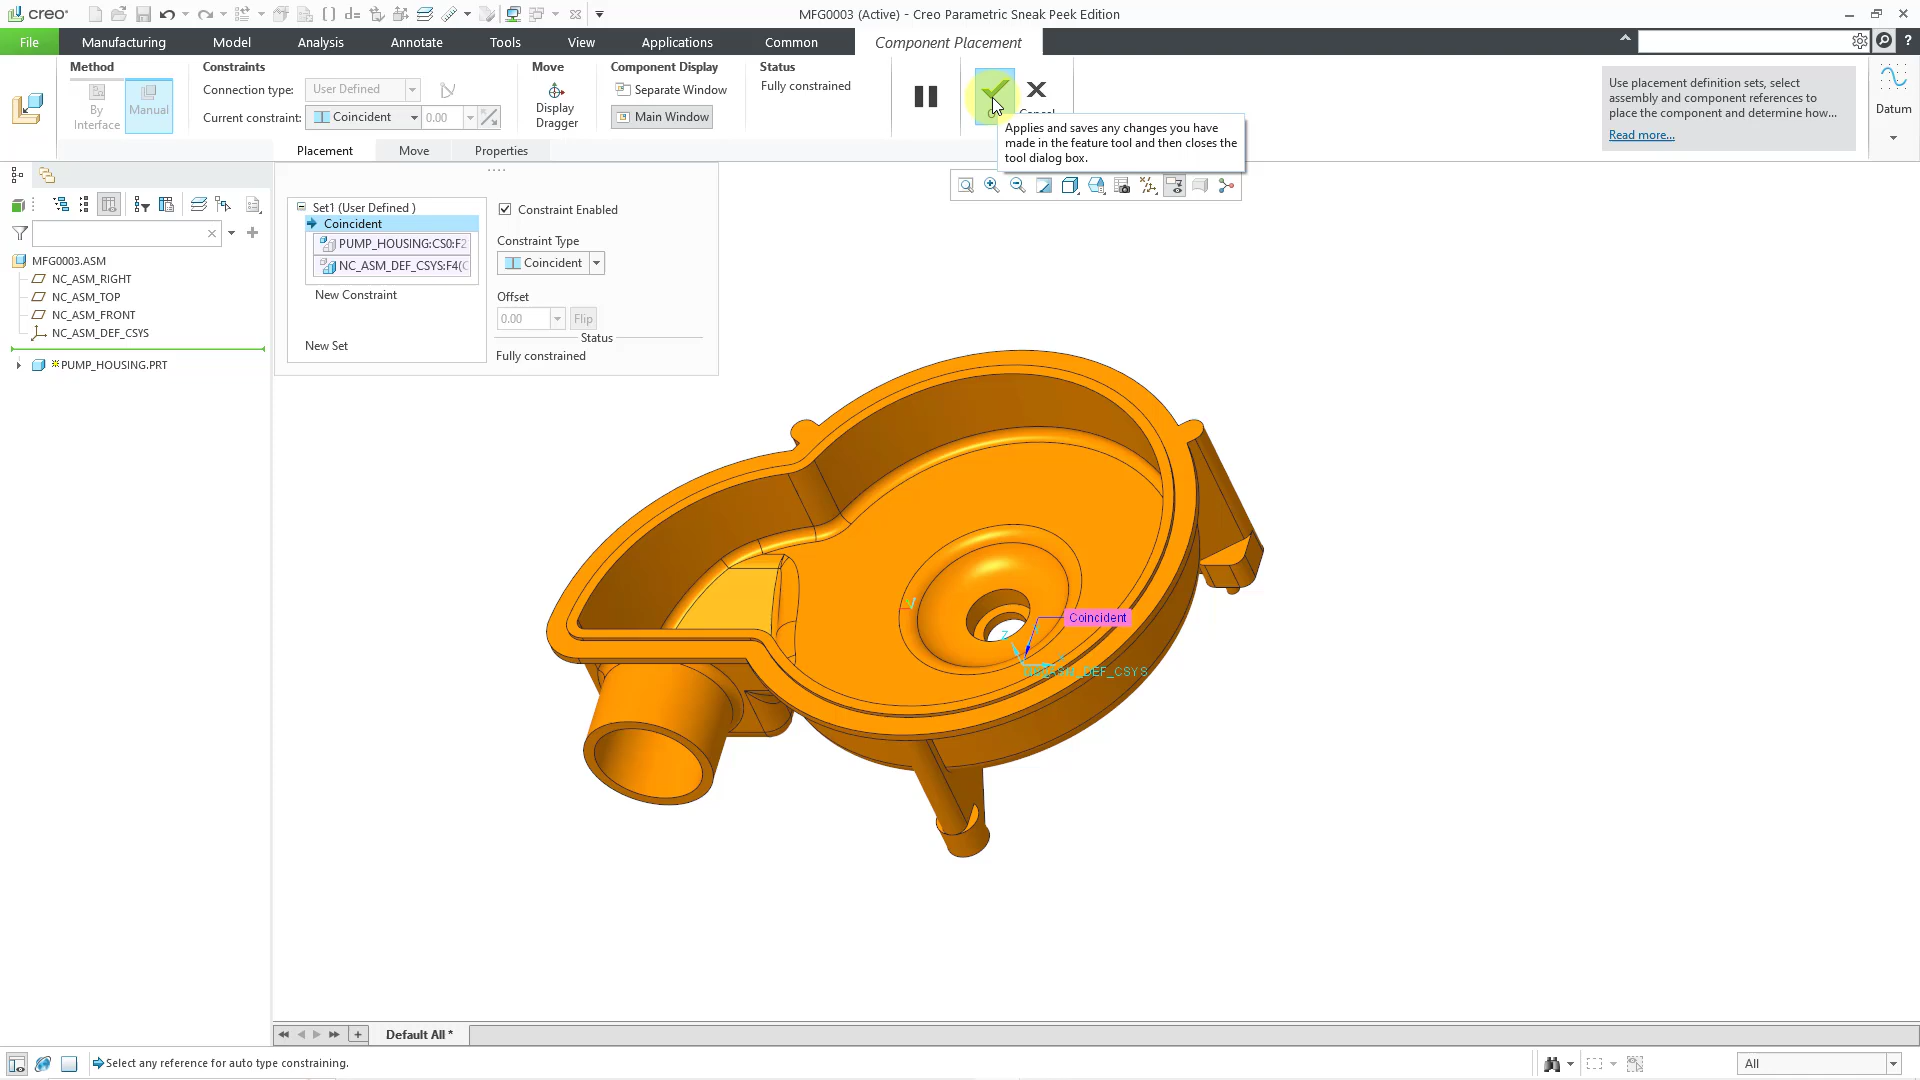 creo
MFG0003 (Active) - Creo Parametric Sneak Peek Edition
File
Manufacturing
Model
Analysis
Annotate
Tools
View
Applications
Common
Component Placement
Method
By Interface
Manual
Constraints
Connection type:
User Defined
Current constraint:
Coincident
0.00
Move
Display
Dragger
Component Display
Separate Window
Main Window
Status
Fully constrained
Applies and saves any changes you have
made in the feature tool and then closes the
tool dialog box.
Use placement definition sets, select
assembly and component references to
place the component and determine how...
Read more...
Datum
Placement
Move
Properties
Set1 (User Defined )
Coincident
PUMP_HOUSING:CS0:F2
NC_ASM_DEF_CSYS:F4(C
New Constraint
New Set
Constraint Enabled
Constraint Type
Coincident
Offset
0.00
Flip
Status
Fully constrained
MFG0003.ASM
NC_ASM_RIGHT
NC_ASM_TOP
NC_ASM_FRONT
NC_ASM_DEF_CSYS
PUMP_HOUSING.PRT
Coincident
Z
ASM_DEF_CSYS
Default All *
Select any reference for auto type constraining.
All